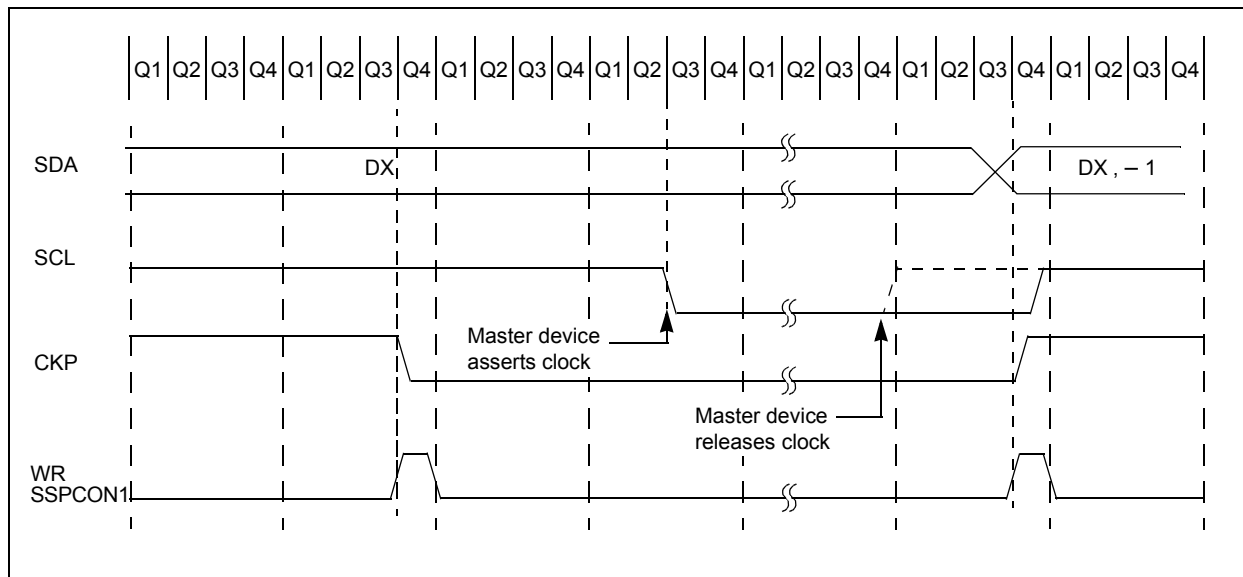 Q1 Q2 Q3 Q4 Q1 Q2 Q3 Q4 Q1 Q2 Q3 Q4 Q1 Q2 Q3 Q4 Q1 Q2 Q3 Q4 Q1 Q2 Q3 Q4 Q1 Q2 Q3 Q4
SDA
DX
DX , – 1
SCL
Master device
asserts clock
CKP
Master device
releases clock
WR
SSPCON1